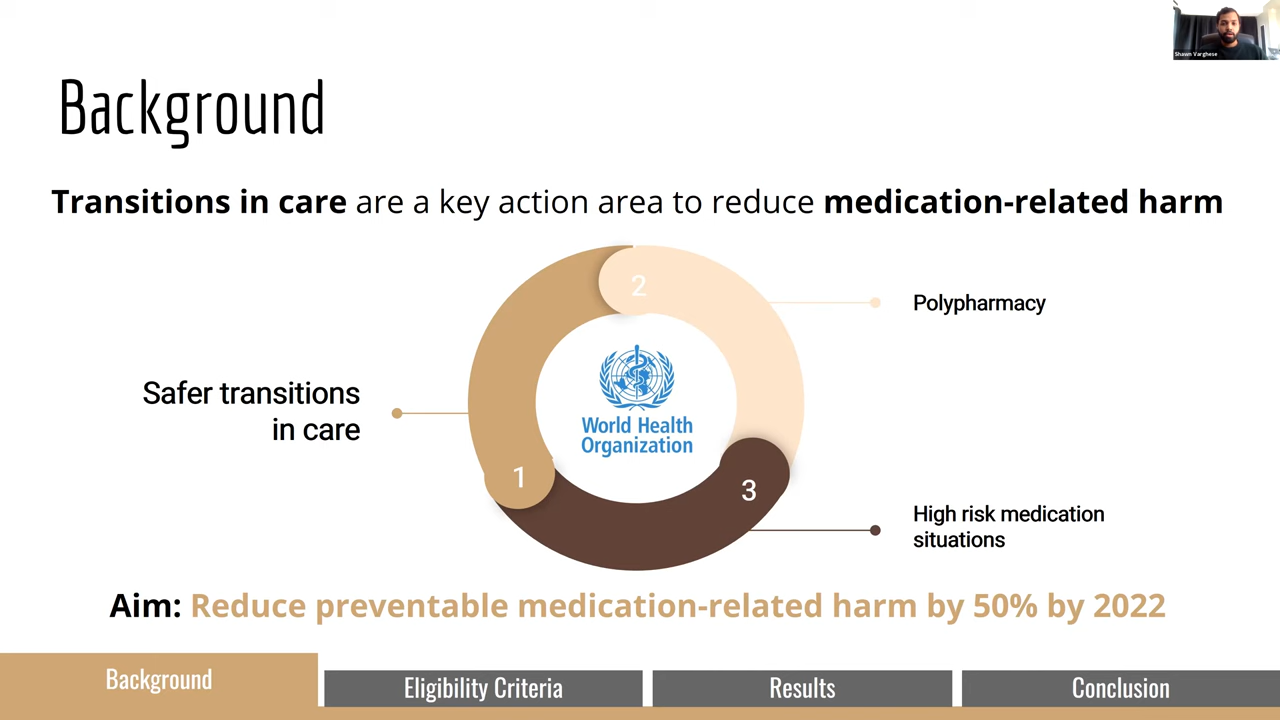 Shawn Varghese
Background
Transitions in care are a key action area to reduce medication-related harm
2
Polypharmacy
Safer transitions
in care
World Health
Organization
1
3
High risk medication
situations
Aim: Reduce preventable medication-related harm by 50% by 2022
Background
Eligibility Criteria
Results
Conclusion